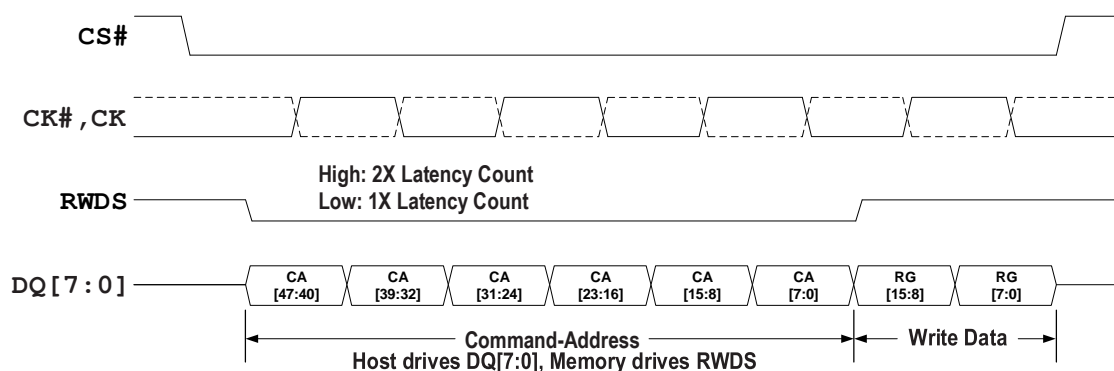 CS#
CK#,CK
High: 2X Latency Count
Low: 1X Latency Count
RWDS
DQ[7:0]
CA CA CA CA CA CA RG RG
[47:40] [39:32] [31:24] [23:16] [15:8] [7:0] [15:8] [7:0]
Command-Address Write Data
Host drives DQ[7:0], Memory drives RWDS